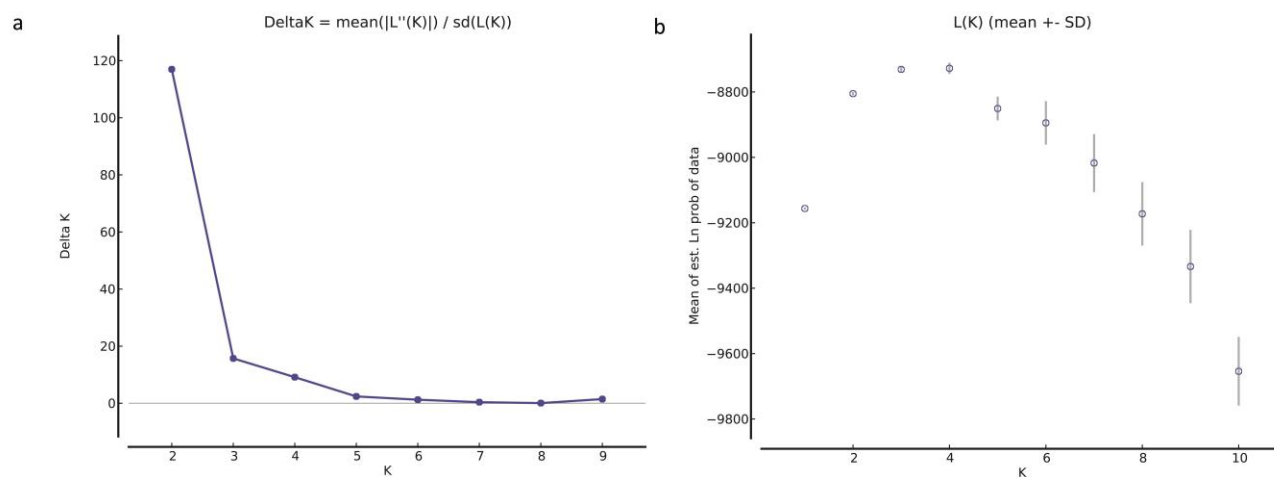 a
DeltaK = mean(|L''(K)|) / sd(L(K))
Delta K
120
100
80
60
40
20
0
2 3 4 5 6 7 8 9
K
b
L(K) (mean +- SD)
Mean of est. Ln prob of data
−8800
−9000
−9200
−9400
−9600
−9800
2 4 6 8 10
K